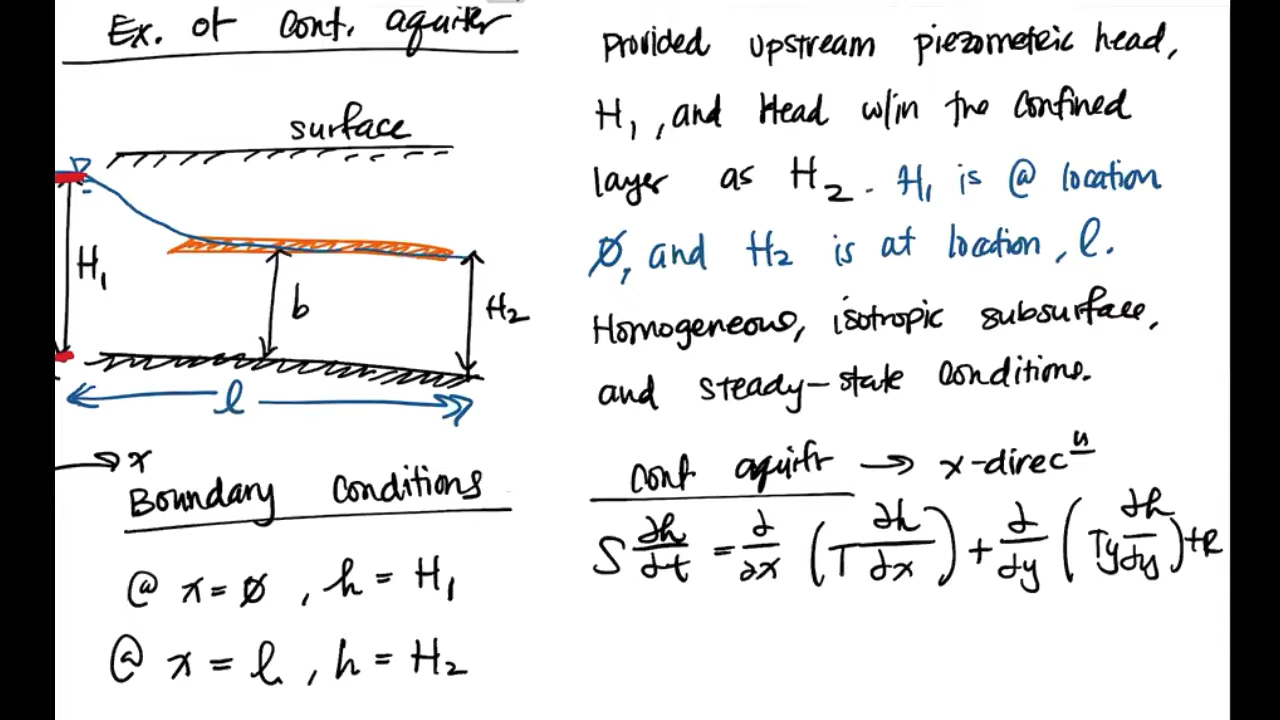 Ex. of Conf. aquifer
surface
H₁
b
H₂
l
x
Boundary Conditions
@ x = ∅, h = H₁
@ x = l, h = H₂
Provided upstream piezometric head,
H₁, and Head w/in the confined
layer as H₂. H₁ is @ location
∅, and H₂ is at location, l.
Homogeneous, isotropic subsurface,
and steady-state conditions.
Conf aquifr → x-direcⁿ
S ∂h/∂t = ∂/∂x (T ∂h/∂x) + ∂/∂y (Ty ∂h/∂y) + R